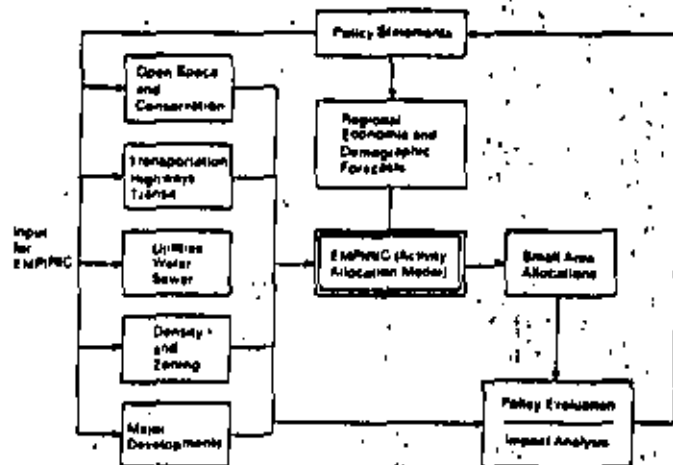 Policy Statements
Open Space
and
Conservation
Regional
Economic and
Demographic
Forecasts
Transportation
Highways
Transit
Input
for
EMPIRIC
Utilities
Water
Sewer
EMPIRIC (Activity
Allocation Model)
Small Area
Allocations
Density
and
Zoning
Major
Developments
Policy Evaluation
Impact Analysis